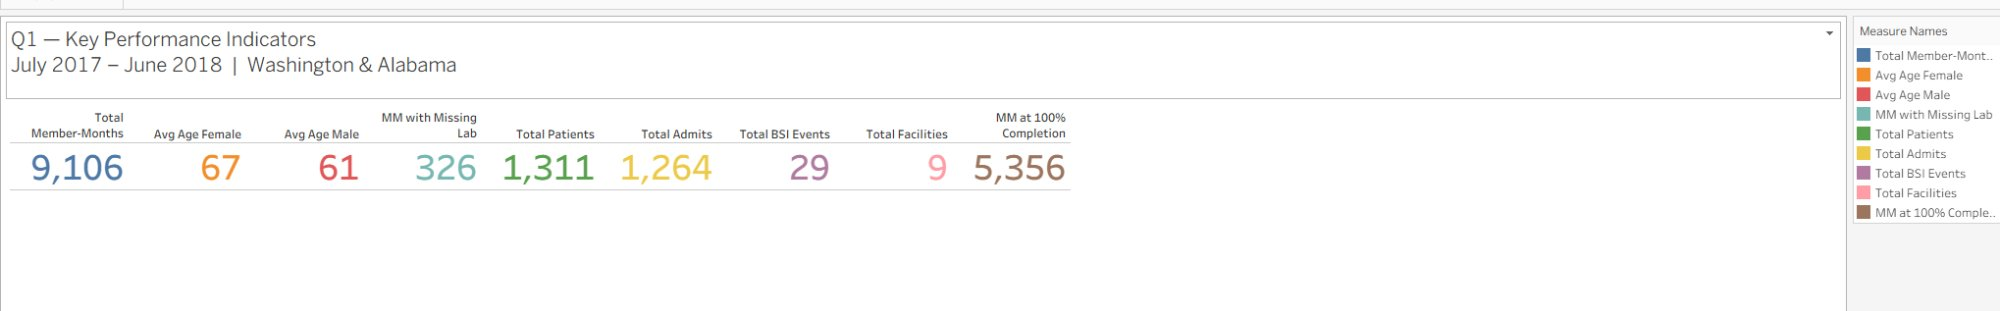 Q1 — Key Performance Indicators
July 2017 – June 2018 | Washington & Alabama
Total Member-Months
Avg Age Female
Avg Age Male
MM with Missing Lab
Total Patients
Total Admits
Total BSI Events
Total Facilities
MM at 100% Completion
9,106 67 61 326 1,311 1,264 29 9 5,356
Measure Names
Total Member-Mont..
Avg Age Female
Avg Age Male
MM with Missing Lab
Total Patients
Total Admits
Total BSI Events
Total Facilities
MM at 100% Comple..